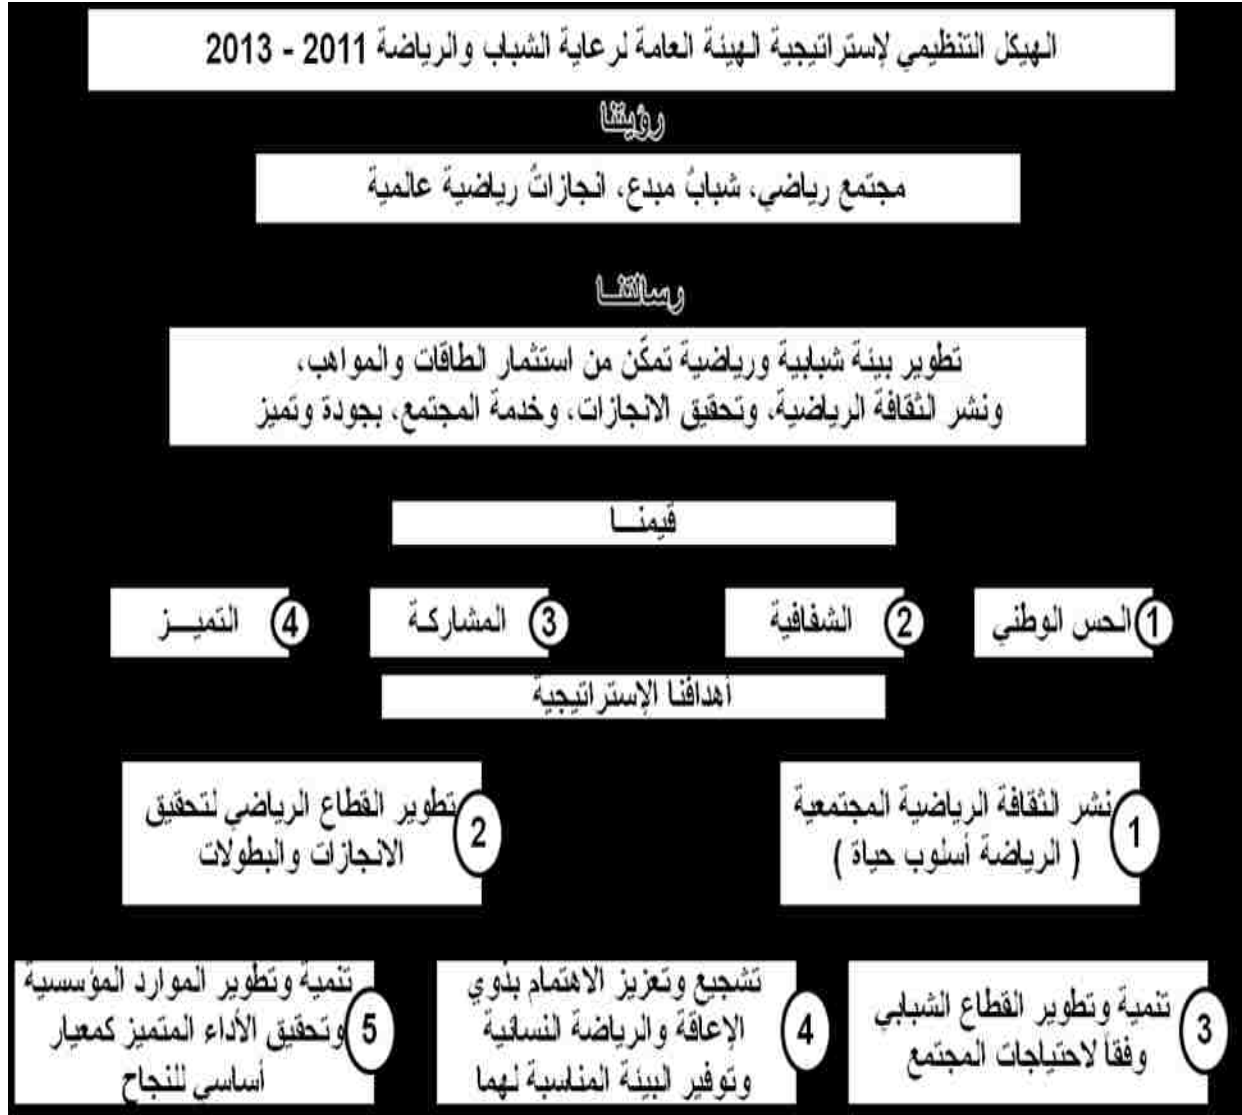 الهيكل التنظيمي لإستراتيجية الهيئة العامة لرعاية الشباب والرياضة 2011 - 2013
رؤيتنا
مجتمع رياضي، شبابُ مبدع، انجازاتُ رياضية عالمية
رسالتنــا
تطوير بيئة شبابية ورياضية تمكّن من استثمار الطاقات والمواهب،
ونشر الثقافة الرياضية، وتحقيق الانجازات، وخدمة المجتمع، بجودة وتميز
قيمنــا
1 الحس الوطني
2 الشفافية
3 المشاركـة
4 التميـــز
أهدافنا الإستراتيجية
1 نشر الثقافة الرياضية المجتمعية
( الرياضة أسلوب حياة )
2 تطوير القطاع الرياضي لتحقيق
الانجازات والبطولات
3 تنمية وتطوير القطاع الشبابي
وفقاً لاحتياجات المجتمع
4 تشجيع وتعزيز الاهتمام بذوي
الإعاقة والرياضة النسائية
وتوفير البيئة المناسبة لهما
5 تنمية وتطوير الموارد المؤسسية
وتحقيق الأداء المتميز كمعيار
أساسي للنجاح